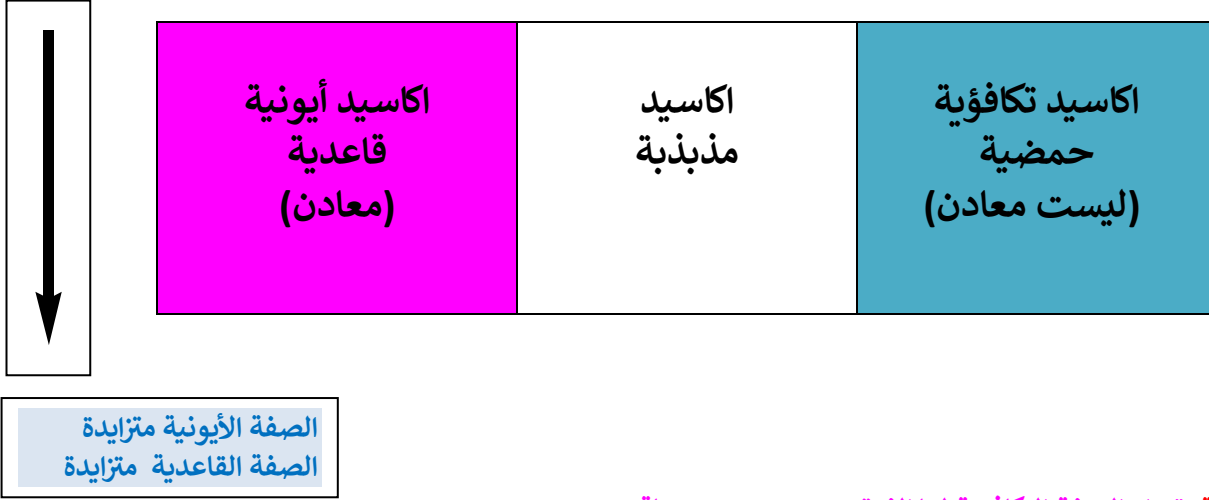 اكاسيد تكافؤية
حمضية
(ليست معادن)
اكاسيد
مذبذبة
اكاسيد أيونية
قاعدية
(معادن)
الصفة الأيونية متزايدة
الصفة القاعدية متزايدة